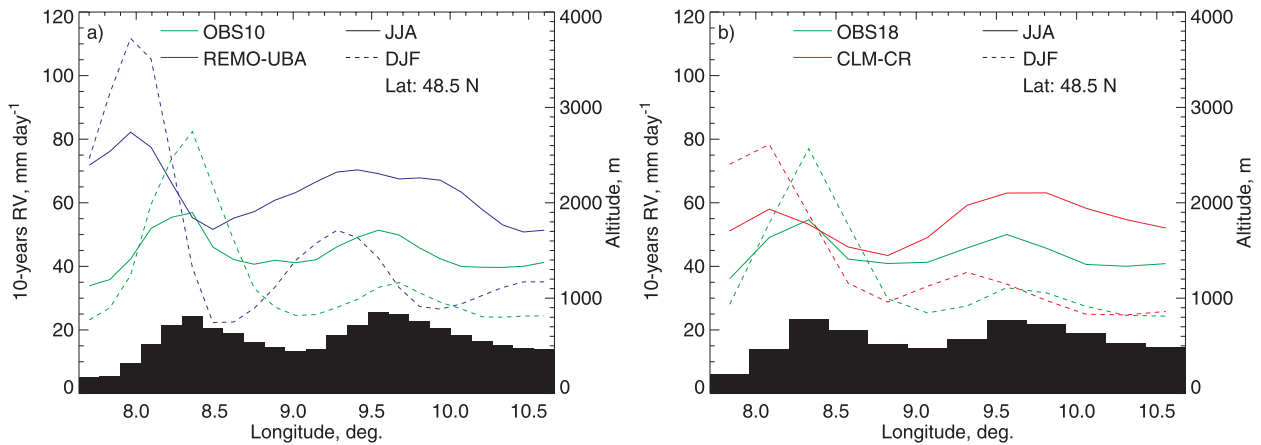 a)
OBS10
JJA
REMO-UBA
DJF
Lat: 48.5 N
10-years RV, mm day-1
120
100
80
60
40
20
0
Altitude, m
4000
3000
2000
1000
0
8.0 8.5 9.0 9.5 10.0 10.5
Longitude, deg.
b)
OBS18
JJA
CLM-CR
DJF
Lat: 48.5 N
10-years RV, mm day-1
120
100
80
60
40
20
0
Altitude, m
4000
3000
2000
1000
0
8.0 8.5 9.0 9.5 10.0 10.5
Longitude, deg.